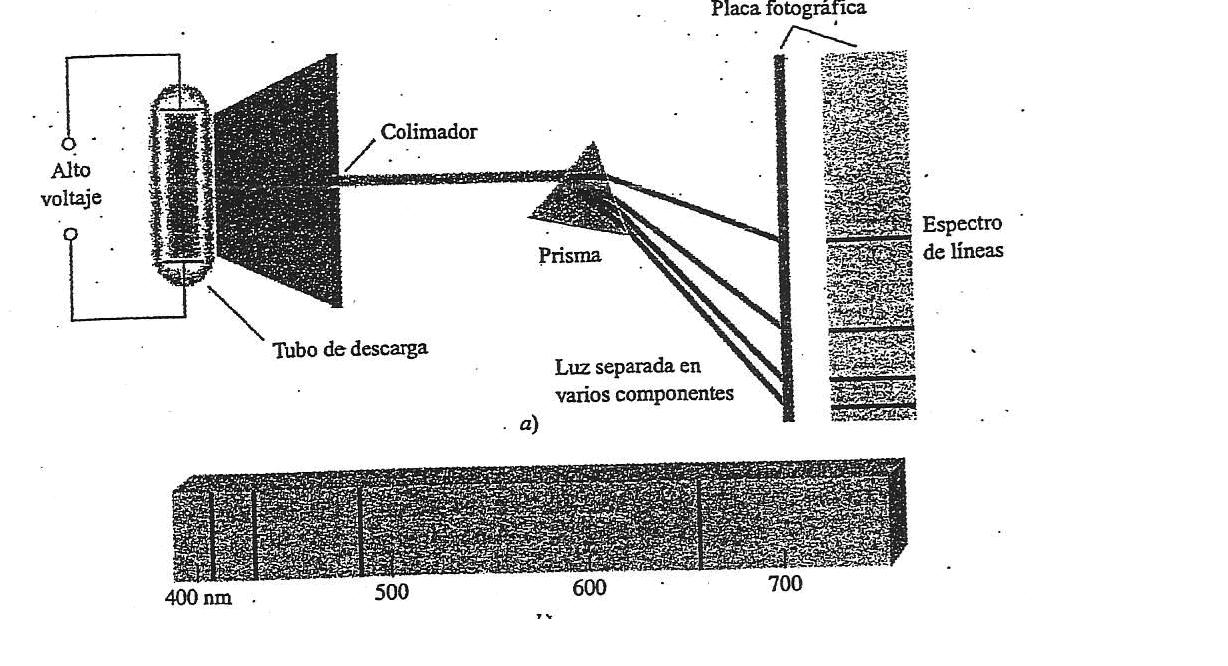 Placa fotográfica
Colimador
Alto
voltaje
Prisma
Espectro
de líneas
Tubo de descarga
Luz separada en
varios componentes
a)
400 nm
500
600
700